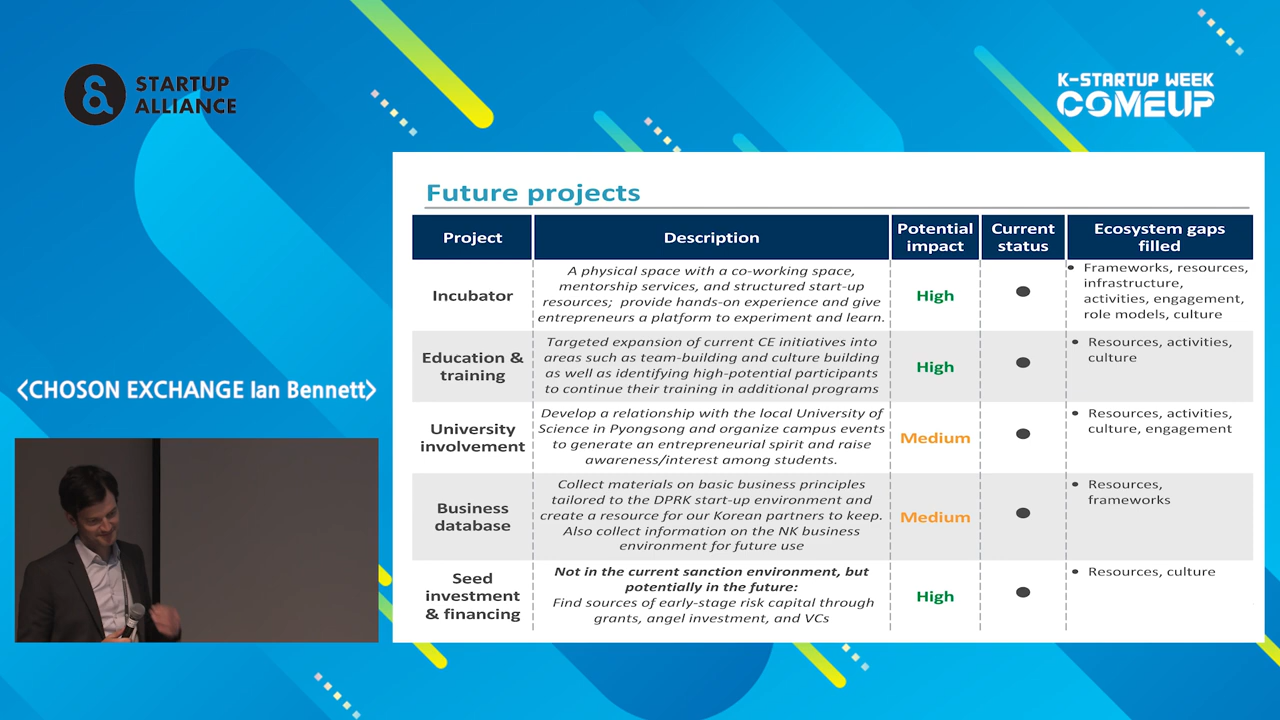 STARTUP
ALLIANCE
K-STARTUP WEEK
COMEUP
Future projects
Project
Description
Potential
impact
Current
status
Ecosystem gaps
filled
Incubator
A physical space with a co-working space,
mentorship services, and structured start-up
resources; provide hands-on experience and give
entrepreneurs a platform to experiment and learn.
High
●
• Frameworks, resources,
infrastructure,
activities, engagement,
role models, culture
Education &
training
Targeted expansion of current CE initiatives into
areas such as team-building and culture building
as well as identifying high-potential participants
to continue their training in additional programs
High
●
• Resources, activities,
culture
University
involvement
Develop a relationship with the local University of
Science in Pyongsong and organize campus events
to generate an entrepreneurial spirit and raise
awareness/interest among students.
Medium
●
• Resources, activities,
culture, engagement
Business
database
Collect materials on basic business principles
tailored to the DPRK start-up environment and
create a resource for our Korean partners to keep.
Also collect information on the NK business
environment for future use
Medium
●
• Resources,
frameworks
Seed
investment
& financing
Not in the current sanction environment, but
potentially in the future:
Find sources of early-stage risk capital through
grants, angel investment, and VCs
High
●
• Resources, culture
<CHOSON EXCHANGE Ian Bennett>